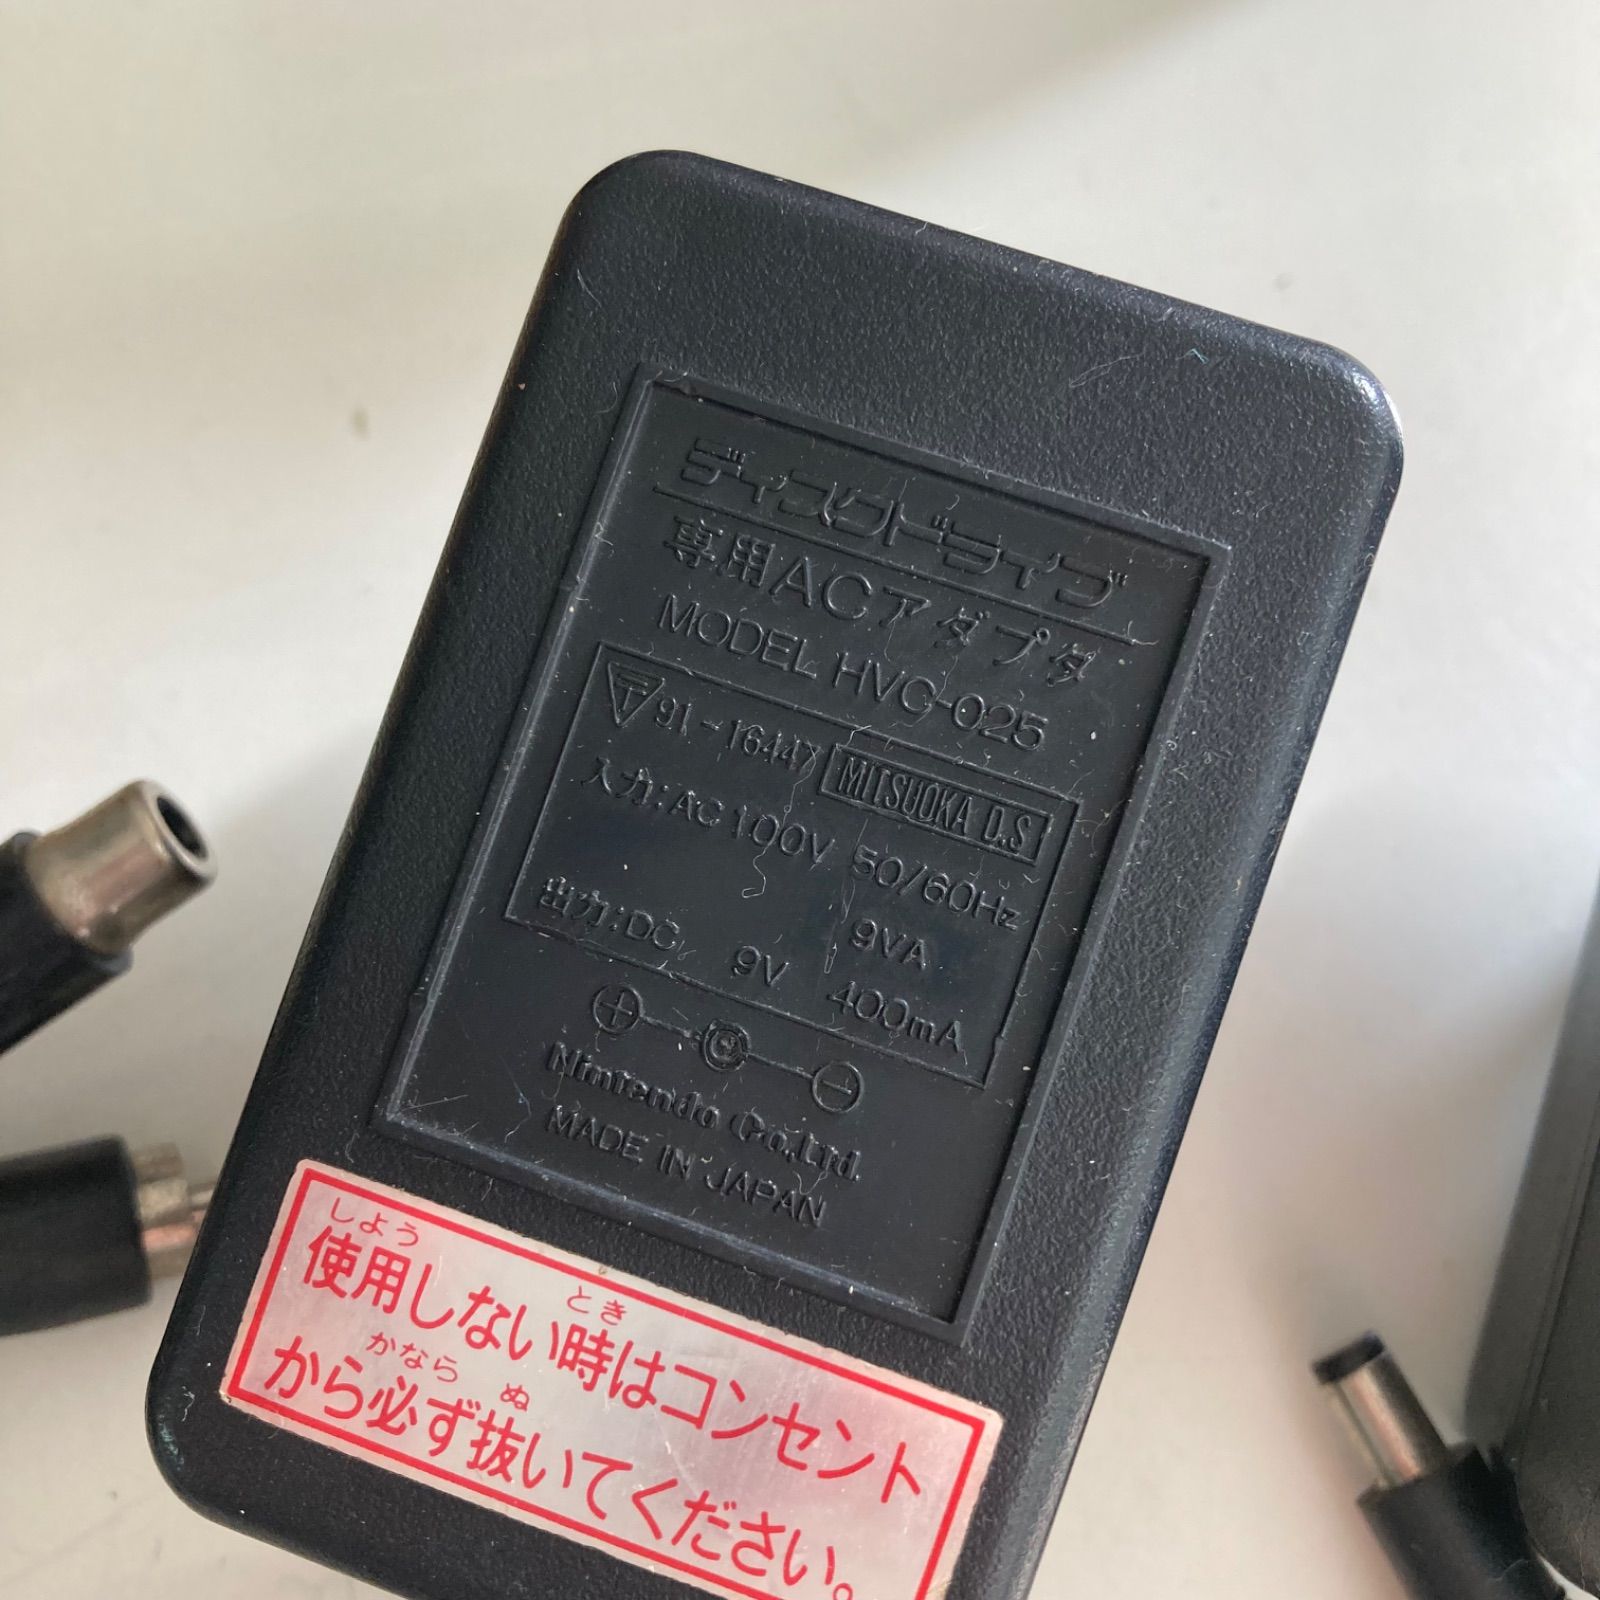 ディスクドライブ
専用ACアダプタ
MODEL HVC-025
〒 91-16447 MITSUOKA D.S
入力:AC 100V 50/60Hz
9VA
出力:DC 9V 400mA
+ C −
Nintendo Co.,Ltd.
MADE IN JAPAN
しよう とき
使用しない時はコンセント
かなら ぬ
から必ず抜いてください。